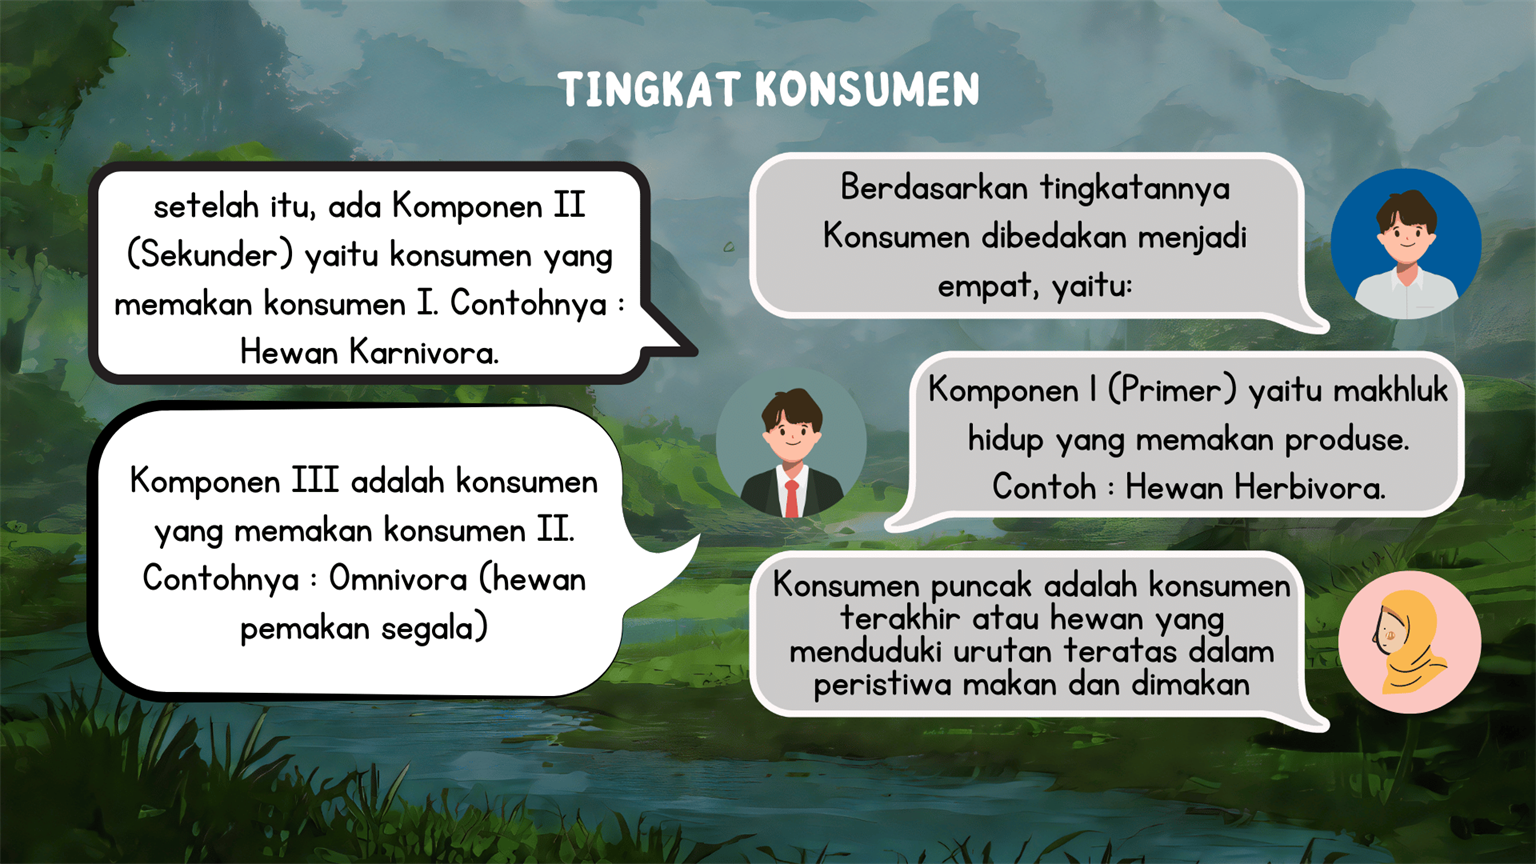 TINGKAT KONSUMEN
Berdasarkan tingkatannya
Konsumen dibedakan menjadi
empat, yaitu:
Komponen I (Primer) yaitu makhluk
hidup yang memakan produse.
Contoh : Hewan Herbivora.
setelah itu, ada Komponen II
(Sekunder) yaitu konsumen yang
memakan konsumen I. Contohnya :
Hewan Karnivora.
Komponen III adalah konsumen
yang memakan konsumen II.
Contohnya : Omnivora (hewan
pemakan segala)
Konsumen puncak adalah konsumen
terakhir atau hewan yang
menduduki urutan teratas dalam
peristiwa makan dan dimakan